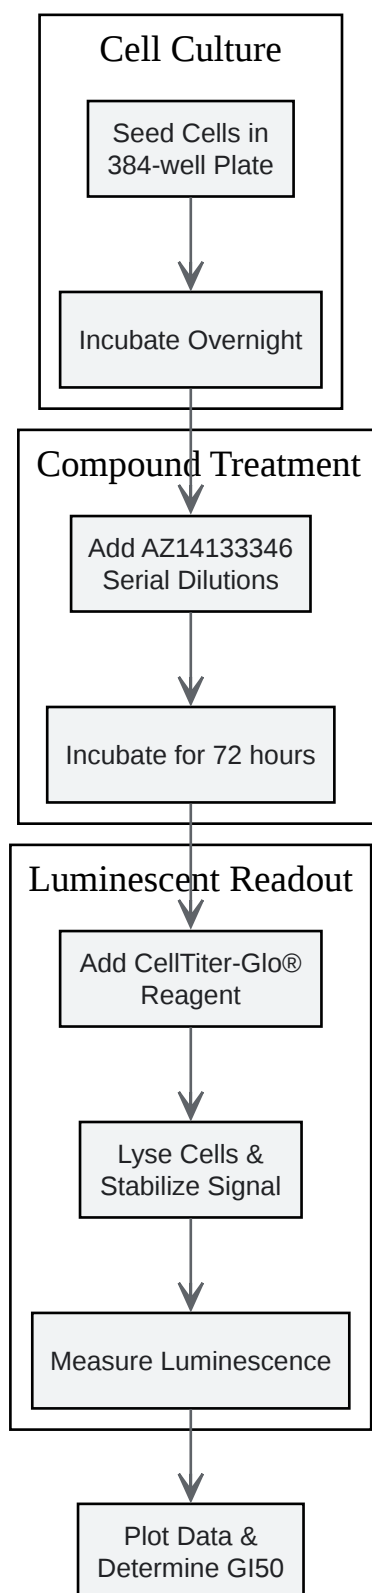 Cell Culture
Seed Cells in
384-well Plate
Incubate Overnight
Compound Treatment
Add AZ14133346
Serial Dilutions
Incubate for 72 hours
Luminescent Readout
Add CellTiter-Glo®
Reagent
Lyse Cells &
Stabilize Signal
Measure Luminescence
Plot Data &
Determine GI50